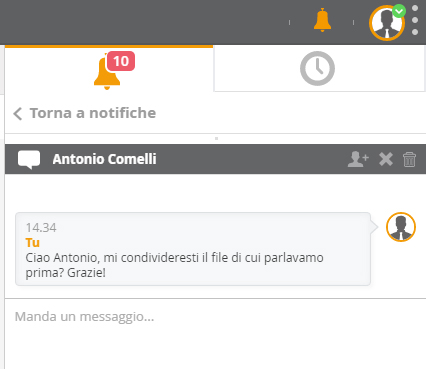 10
Torna a notifiche
Antonio Comelli
14.34
Tu
Ciao Antonio, mi condivideresti il file di cui parlavamo
prima? Grazie!
Manda un messaggio...